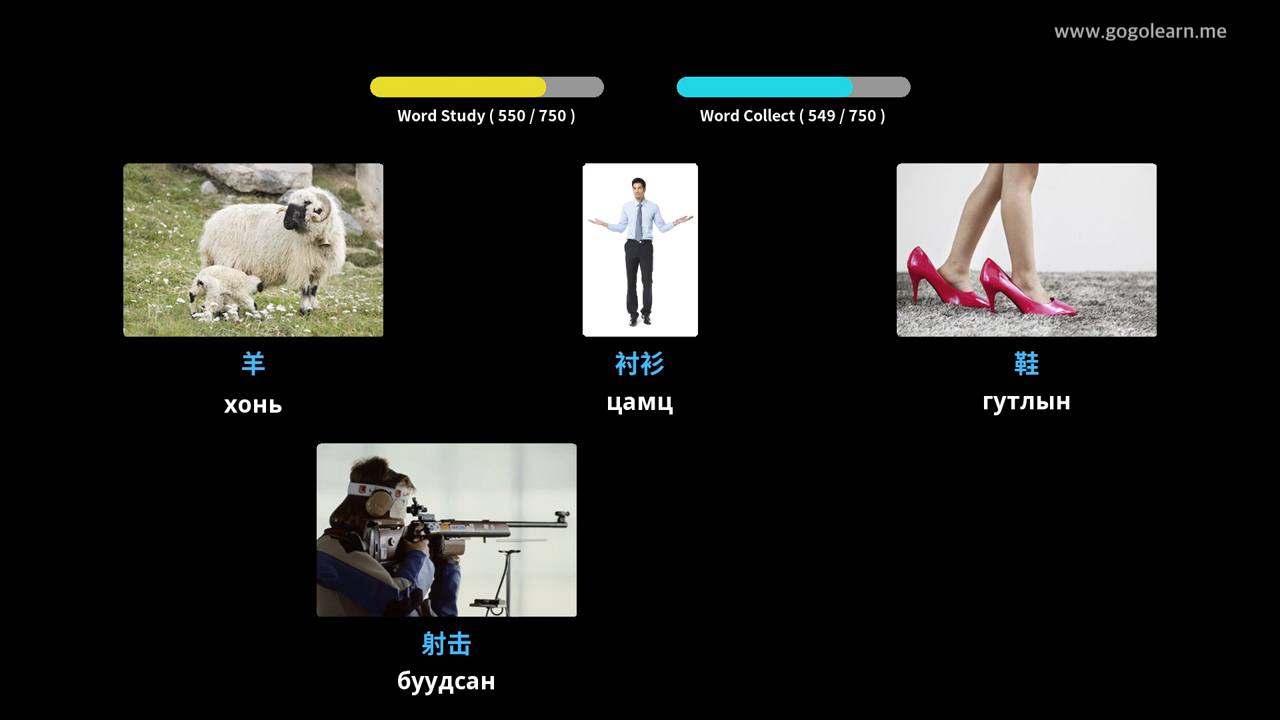 www.gogolearn.me
Word Study ( 550 / 750 )
Word Collect ( 549 / 750 )
羊
衬衫
鞋
хонь
цамц
гутлын
射击
буудсан